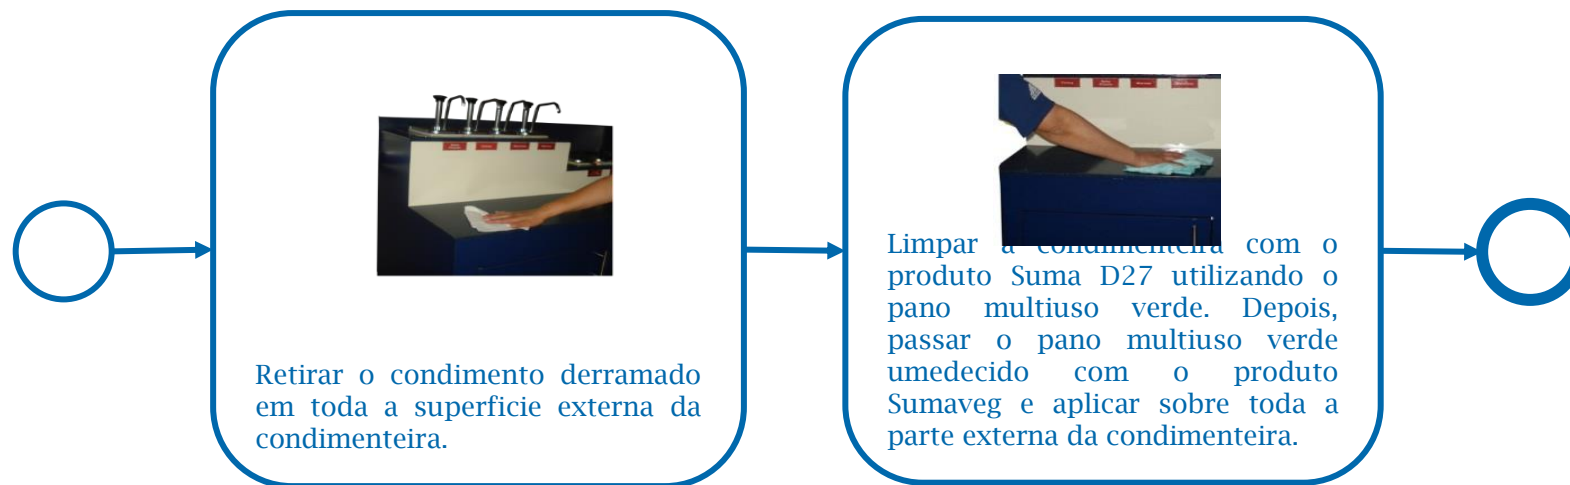 Retirar o condimento derramado
em toda a superficie externa da
condimenteira.
Limpar a condimenteira com o
produto Suma D27 utilizando o
pano multiuso verde. Depois,
passar o pano multiuso verde
umedecido com o produto
Sumaveg e aplicar sobre toda a
parte externa da condimenteira.